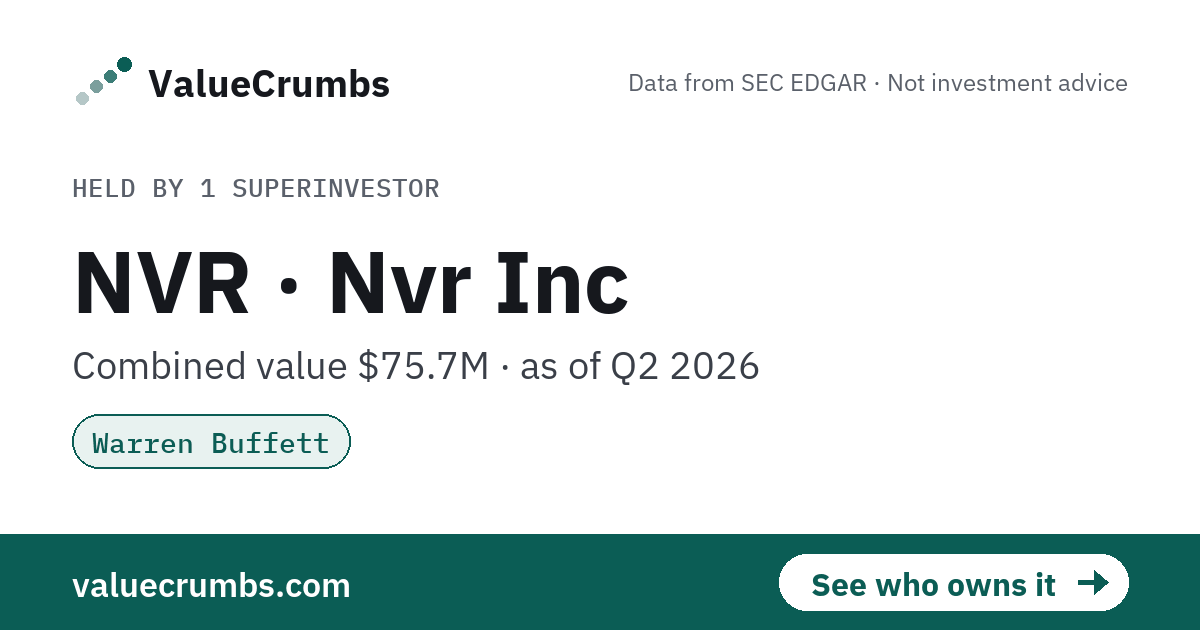 ValueCrumbs
Data from SEC EDGAR · Not investment advice
HELD BY 1 SUPERINVESTOR
NVR · Nvr Inc
Combined value $75.7M · as of Q2 2026
Warren Buffett
valuecrumbs.com
See who owns it →